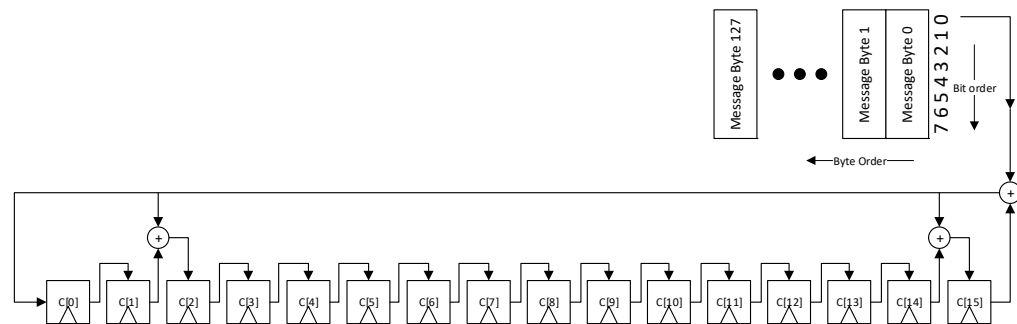 Message Byte 127
Message Byte 1
Message Byte 0
7 6 5 4 3 2 1 0
Bit order
Byte Order
+
+
+
C[0]
C[1]
C[2]
C[3]
C[4]
C[5]
C[6]
C[7]
C[8]
C[9]
C[10]
C[11]
C[12]
C[13]
C[14]
C[15]